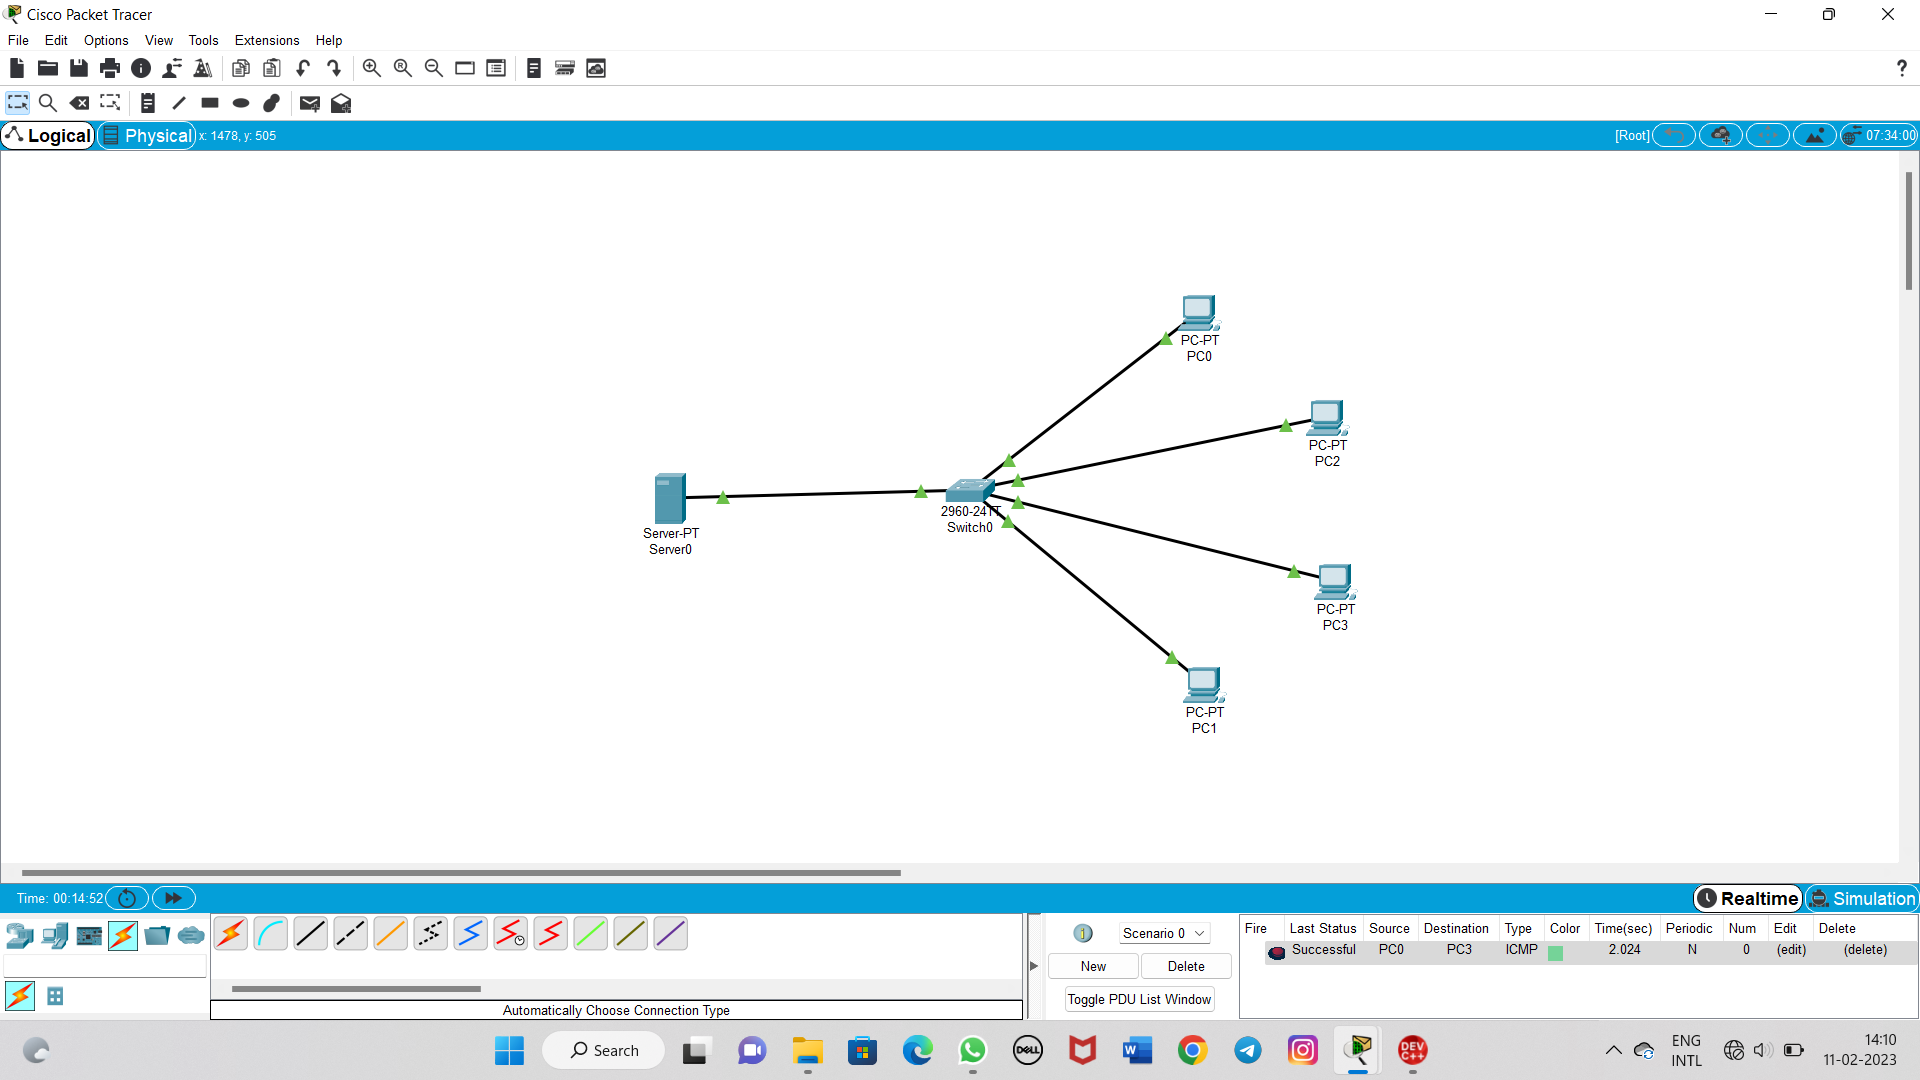 Cisco Packet Tracer
File Edit Options View Tools Extensions Help
?
Logical Physical x: 1478, y: 505 [Root] 07:34:00
PC-PT
PC0
PC-PT
PC2
2960-24TT
Switch0
Server-PT
Server0
PC-PT
PC3
PC-PT
PC1
Time: 00:14:52 Realtime Simulation
Scenario 0
New Delete
Toggle PDU List Window
Fire Last Status Source Destination Type Color Time(sec) Periodic Num Edit Delete
Successful PC0 PC3 ICMP 2.024 N 0 (edit) (delete)
Automatically Choose Connection Type
Search
DELL
W
DEV
C++
ENG
INTL
14:10
11-02-2023